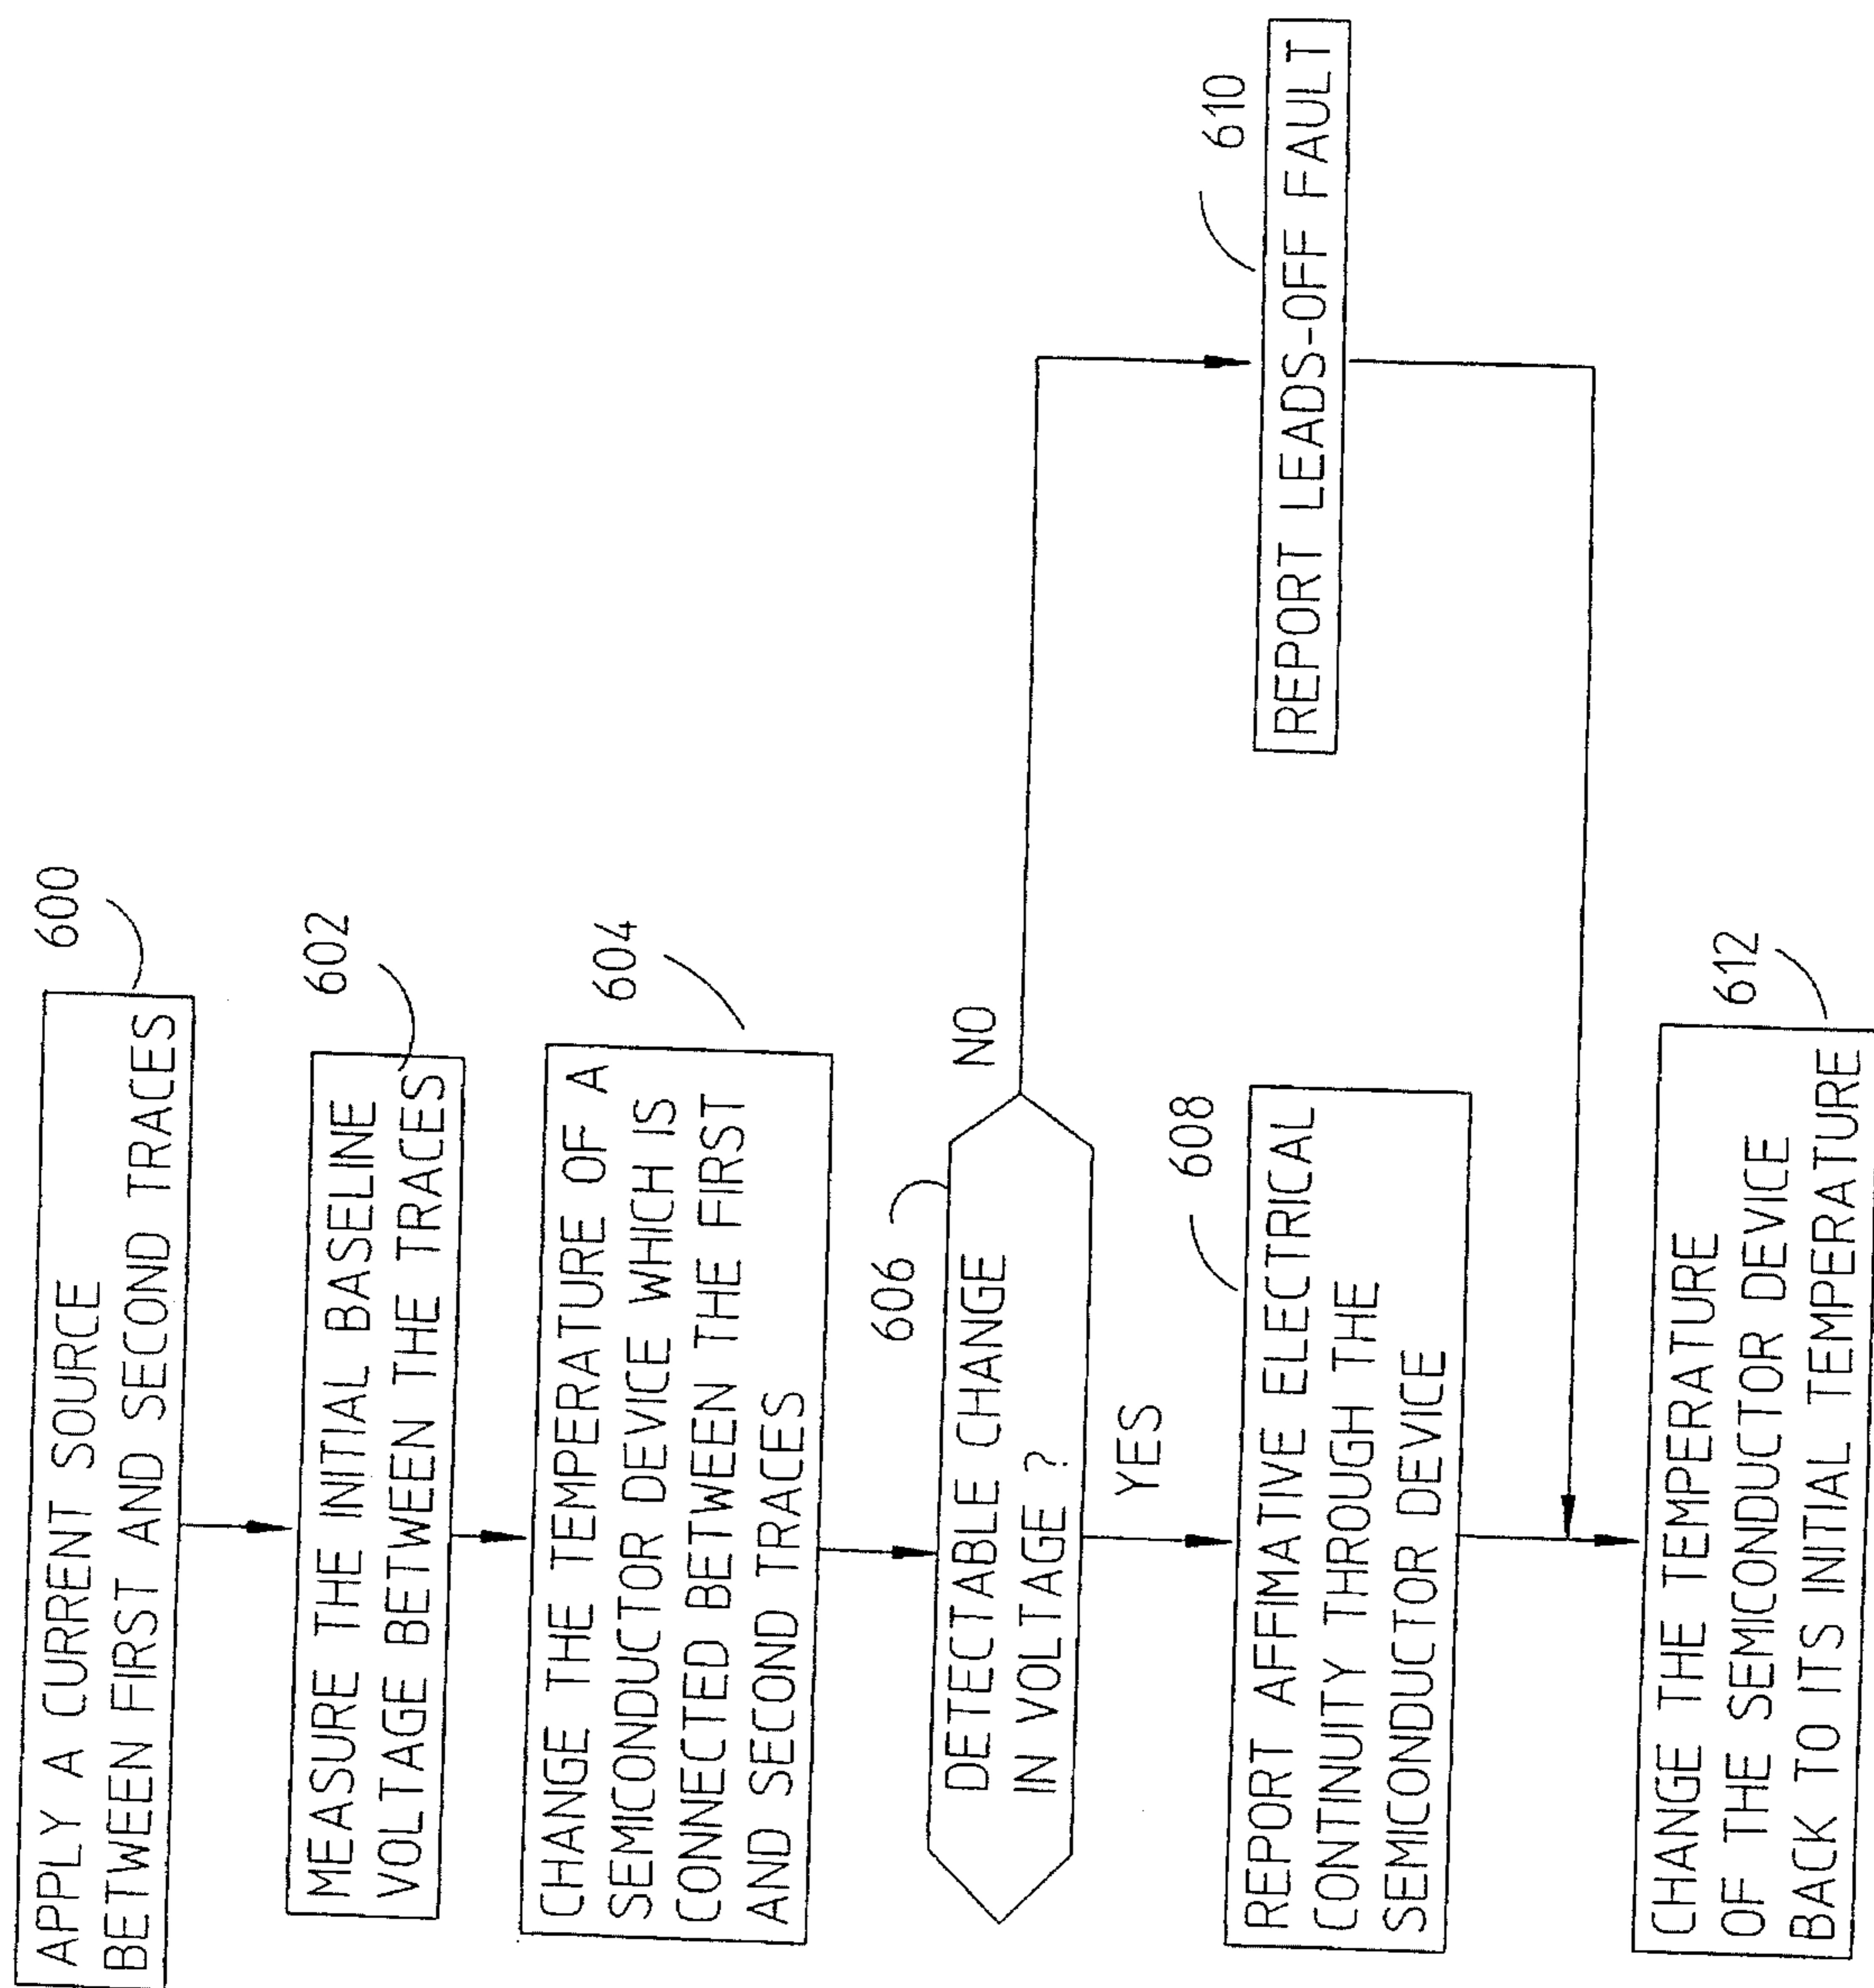 APPLY A CURRENT SOURCE
BETWEEN FIRST AND SECOND TRACES
600
MEASURE THE INITIAL BASELINE
VOLTAGE BETWEEN THE TRACES
602
CHANGE THE TEMPERATURE OF A
SEMICONDUCTOR DEVICE WHICH IS
CONNECTED BETWEEN THE FIRST
AND SECOND TRACES
604
606
DETECTABLE CHANGE
IN VOLTAGE ?
NO
YES
608
REPORT AFFIMATIVE ELECTRICAL
CONTINUITY THROUGH THE
SEMICONDUCTOR DEVICE
610
REPORT LEADS-OFF FAULT
612
CHANGE THE TEMPERATURE
OF THE SEMICONDUCTOR DEVICE
BACK TO ITS INITIAL TEMPERATURE